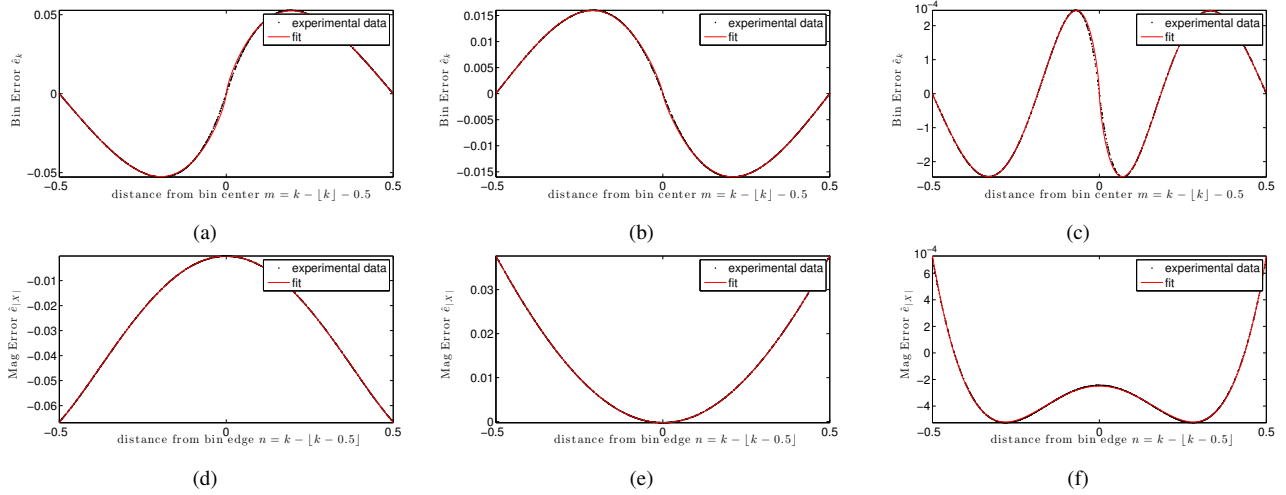 0.05
0
−0.05
Bin Error ê_k
experimental data
fit
−0.5
0
0.5
distance from bin center m = k − ⌊k⌋ − 0.5
(a)
0.015
0.01
0.005
0
−0.005
−0.01
−0.015
Bin Error ê_k
experimental data
fit
−0.5
0
0.5
distance from bin center m = k − ⌊k⌋ − 0.5
(b)
10⁻⁴
2
1
0
−1
−2
Bin Error ê_k
experimental data
fit
−0.5
0
0.5
distance from bin center m = k − ⌊k⌋ − 0.5
(c)
−0.01
−0.02
−0.03
−0.04
−0.05
−0.06
Mag Error ê_|X|
experimental data
fit
−0.5
0
0.5
distance from bin edge n = k − ⌊k − 0.5⌋
(d)
0.03
0.02
0.01
0
Mag Error ê_|X|
experimental data
fit
−0.5
0
0.5
distance from bin edge n = k − ⌊k − 0.5⌋
(e)
10⁻⁴
6
4
2
0
−2
−4
Mag Error ê_|X|
experimental data
fit
−0.5
0
0.5
distance from bin edge n = k − ⌊k − 0.5⌋
(f)